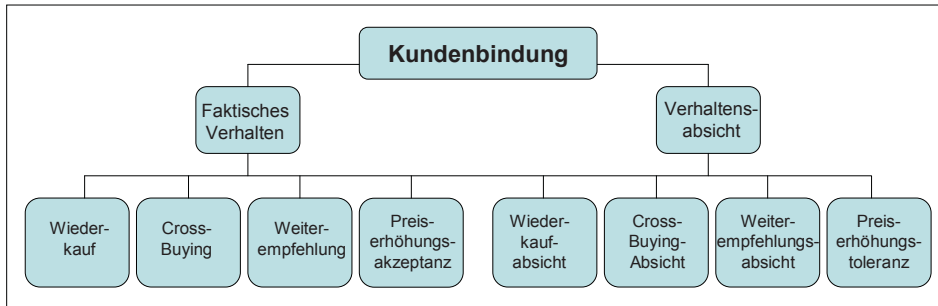 Kundenbindung
Faktisches
Verhalten
Verhaltens-
absicht
Wieder-
kauf
Cross-
Buying
Weiter-
empfehlung
Preis-
erhöhungs-
akzeptanz
Wieder-
kauf-
absicht
Cross-
Buying-
Absicht
Weiter-
empfehlungs-
absicht
Preis-
erhöhungs-
toleranz